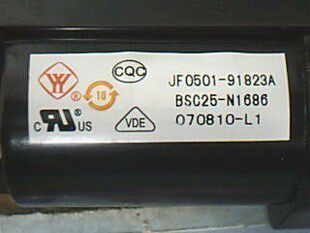 CQC
JF0501-91823A
10
BSC25-N1686
C US
VDE
070810-L1